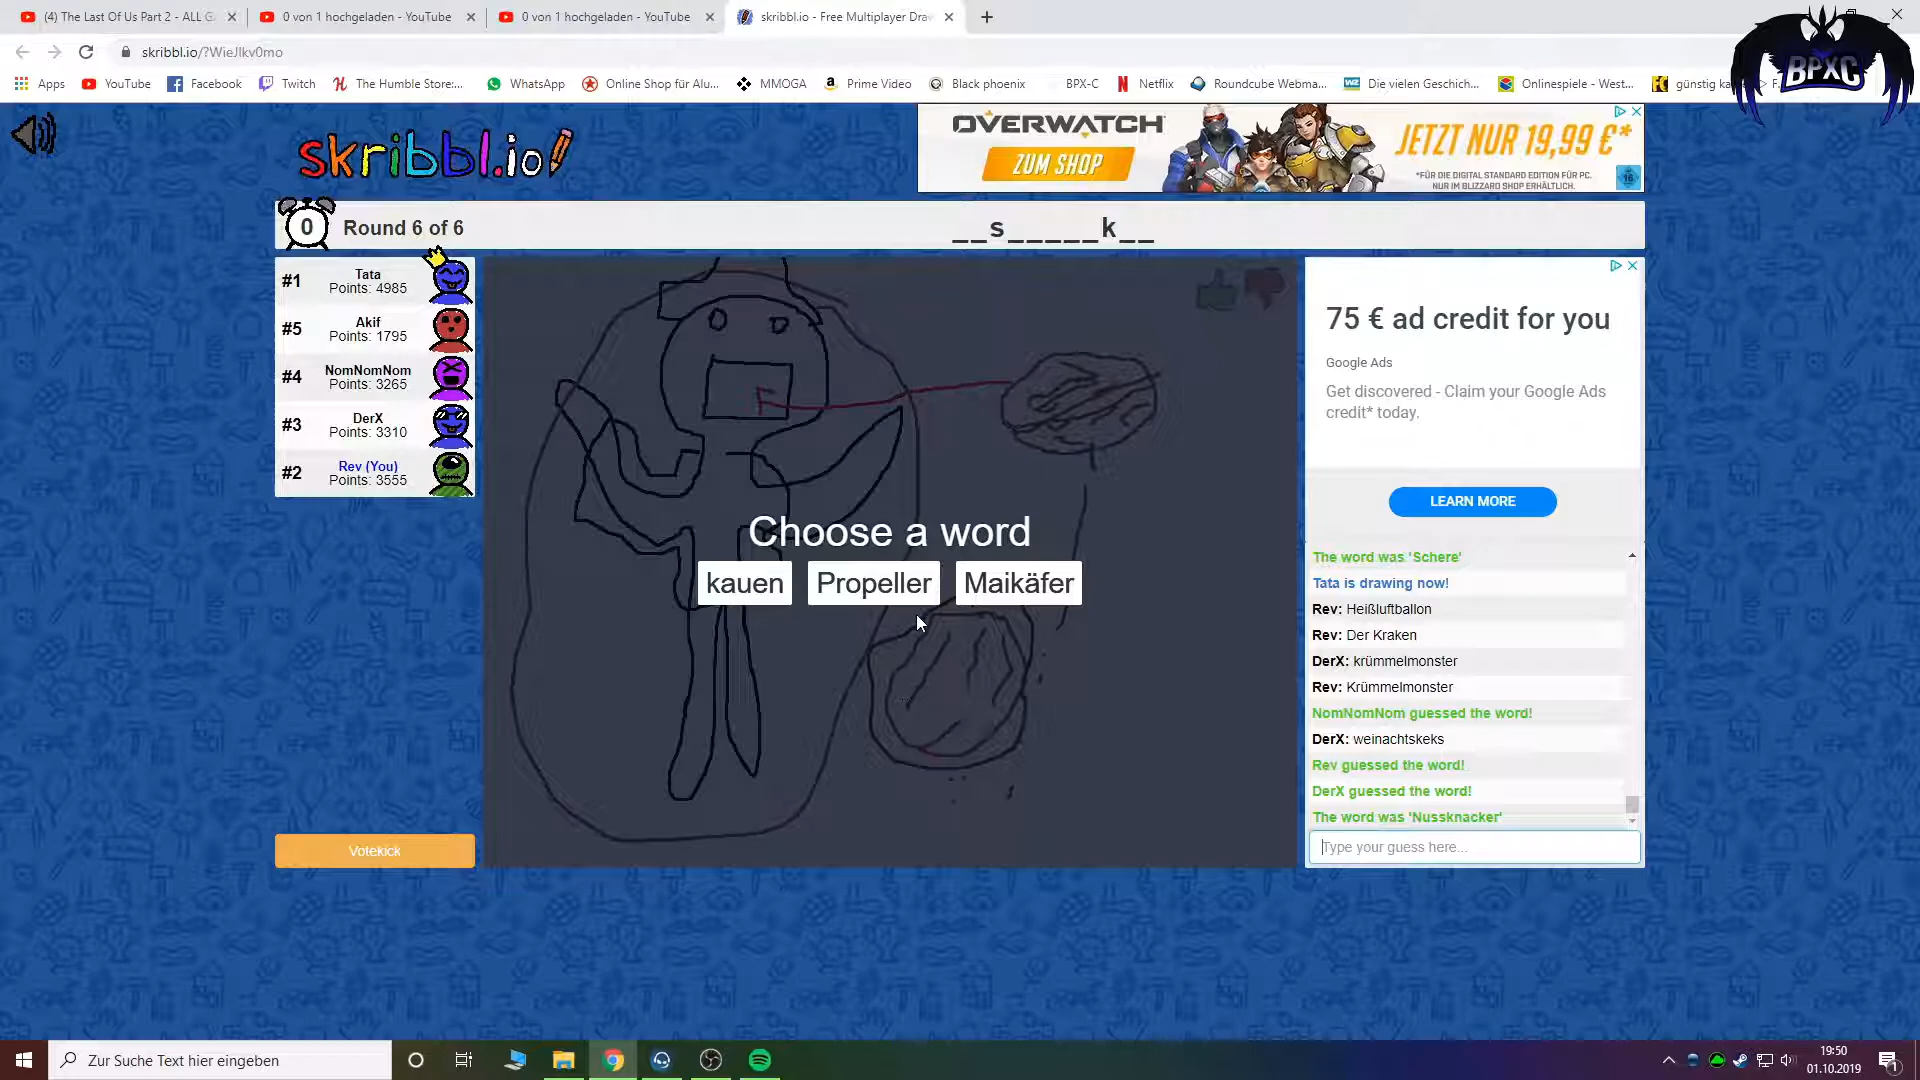 (4) The Last Of Us Part 2 - ALL G
0 von 1 hochgeladen - YouTube
0 von 1 hochgeladen - YouTube
skribbl.io - Free Multiplayer Dra
skribbl.io/?WieJlkv0mo
Apps
YouTube
Facebook
Twitch
The Humble Store:...
WhatsApp
Online Shop für Alu...
MMOGA
Prime Video
Black phoenix
BPX-C
Netflix
Roundcube Webma...
Die vielen Geschich...
Onlinespiele - West...
günstig ka
BPXC
skribbl.io
OVERWATCH
ZUM SHOP
JETZT NUR 19,99 €*
*FÜR DIE DIGITAL STANDARD EDITION FÜR PC.
NUR IM BLIZZARD SHOP ERHÄLTLICH.
16
0
Round 6 of 6
__s_____k__
#1
Tata
Points: 4985
#5
Akif
Points: 1795
#4
NomNomNom
Points: 3265
#3
DerX
Points: 3310
#2
Rev (You)
Points: 3555
Votekick
Choose a word
kauen
Propeller
Maikäfer
75 € ad credit for you
Google Ads
Get discovered - Claim your Google Ads
credit* today.
LEARN MORE
The word was 'Schere'
Tata is drawing now!
Rev: Heißluftballon
Rev: Der Kraken
DerX: krümmelmonster
Rev: Krümmelmonster
NomNomNom guessed the word!
DerX: weinachtskeks
Rev guessed the word!
DerX guessed the word!
The word was 'Nussknacker'
Type your guess here...
Zur Suche Text hier eingeben
19:50
01.10.2019
1